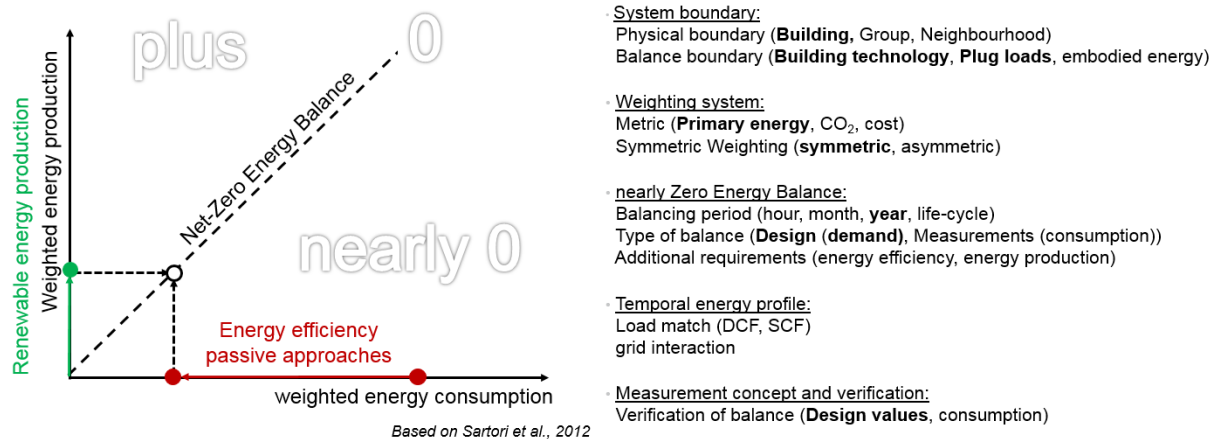 plus
0
Renewable energy production
Weighted energy production
Net-Zero Energy Balance
nearly 0
Energy efficiency
passive approaches
weighted energy consumption
Based on Sartori et al., 2012
System boundary:
Physical boundary (Building, Group, Neighbourhood)
Balance boundary (Building technology, Plug loads, embodied energy)
Weighting system:
Metric (Primary energy, CO₂, cost)
Symmetric Weighting (symmetric, asymmetric)
nearly Zero Energy Balance:
Balancing period (hour, month, year, life-cycle)
Type of balance (Design (demand), Measurements (consumption))
Additional requirements (energy efficiency, energy production)
Temporal energy profile:
Load match (DCF, SCF)
grid interaction
Measurement concept and verification:
Verification of balance (Design values, consumption)